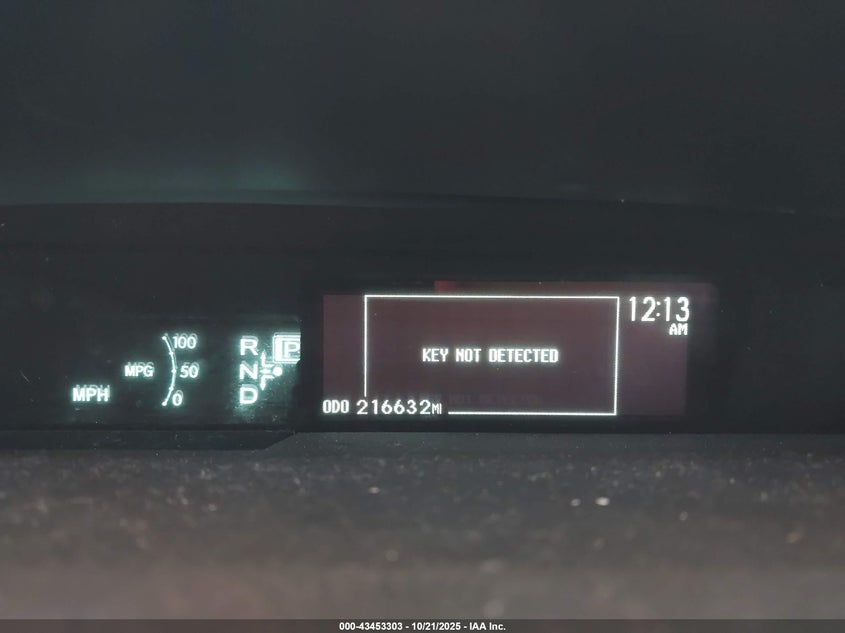 12:13
AM
100
MPG 50
0
MPH
R
P
N
D
KEY NOT DETECTED
ODO 216632MI
000-43453303 - 10/21/2025 - IAA Inc.